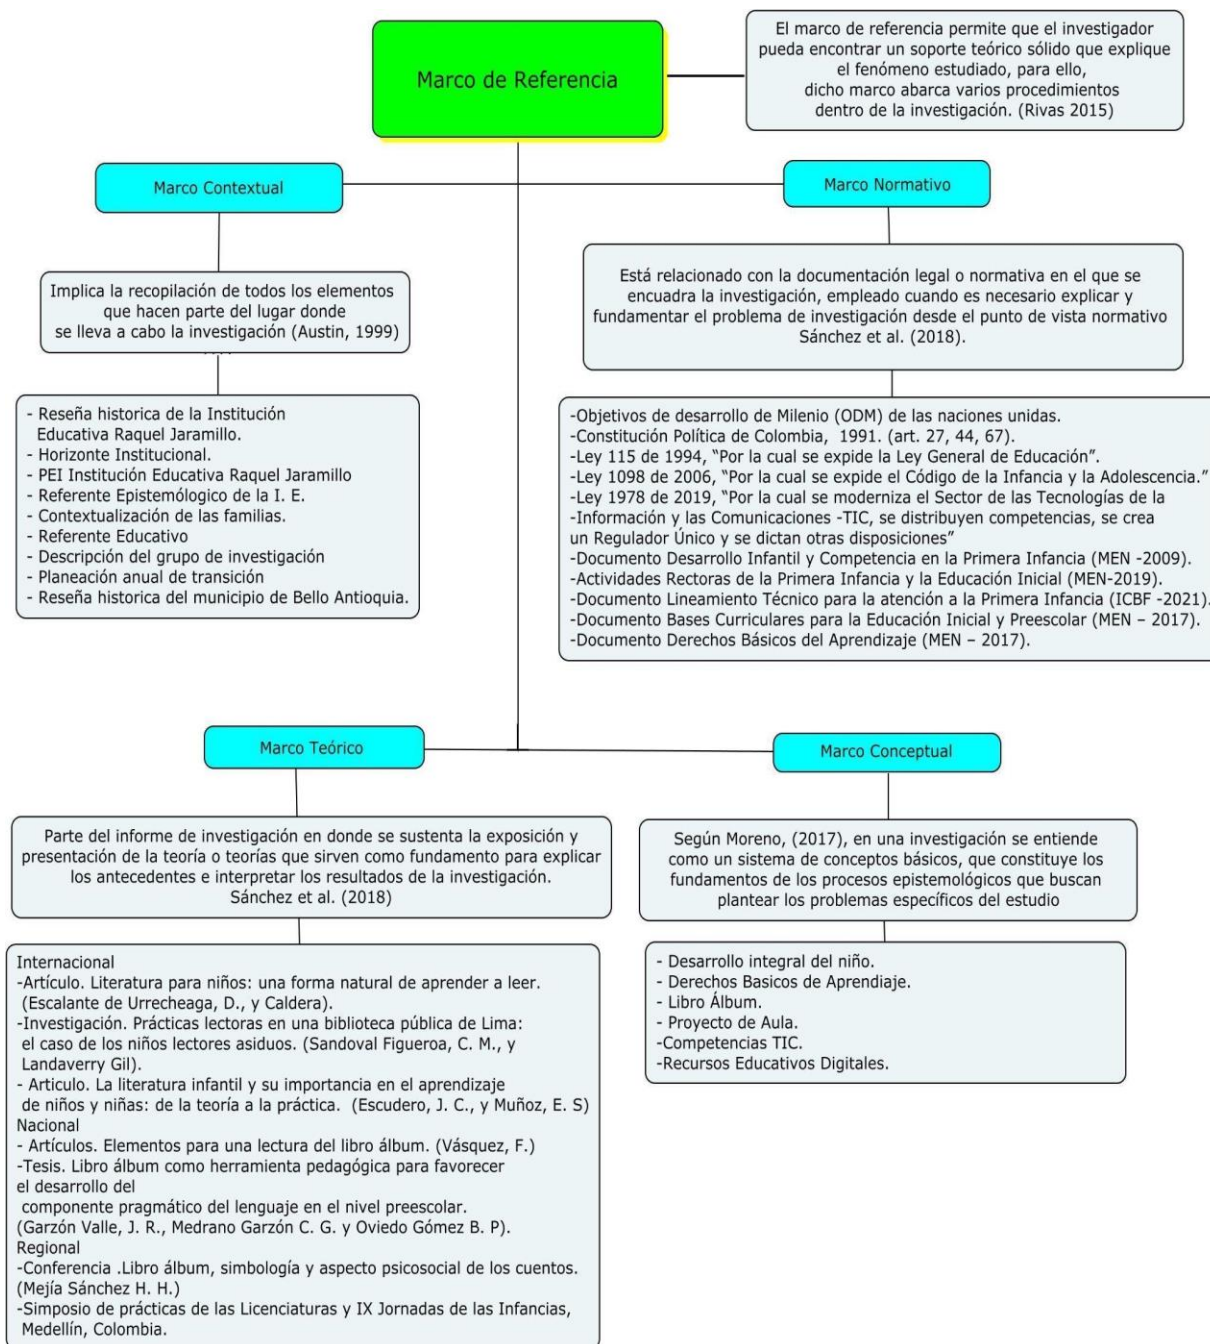 Marco de Referencia
El marco de referencia permite que el investigador
pueda encontrar un soporte teórico sólido que explique
el fenómeno estudiado, para ello,
dicho marco abarca varios procedimientos
dentro de la investigación. (Rivas 2015)
Marco Contextual
Implica la recopilación de todos los elementos
que hacen parte del lugar donde
se lleva a cabo la investigación (Austin, 1999)
- Reseña historica de la Institución
Educativa Raquel Jaramillo.
- Horizonte Institucional.
- PEI Institución Educativa Raquel Jaramillo
- Referente Epistemólogico de la I. E.
- Contextualización de las familias.
- Referente Educativo
- Descripción del grupo de investigación
- Planeación anual de transición
- Reseña historica del municipio de Bello Antioquia.
Marco Normativo
Está relacionado con la documentación legal o normativa en el que se
encuadra la investigación, empleado cuando es necesario explicar y
fundamentar el problema de investigación desde el punto de vista normativo
Sánchez et al. (2018).
-Objetivos de desarrollo de Milenio (ODM) de las naciones unidas.
-Constitución Política de Colombia, 1991. (art. 27, 44, 67).
-Ley 115 de 1994, “Por la cual se expide la Ley General de Educación”.
-Ley 1098 de 2006, “Por la cual se expide el Código de la Infancia y la Adolescencia.”
-Ley 1978 de 2019, “Por la cual se moderniza el Sector de las Tecnologías de la
-Información y las Comunicaciones -TIC, se distribuyen competencias, se crea
un Regulador Único y se dictan otras disposiciones”
-Documento Desarrollo Infantil y Competencia en la Primera Infancia (MEN -2009).
-Actividades Rectoras de la Primera Infancia y la Educación Inicial (MEN-2019).
-Documento Lineamiento Técnico para la atención a la Primera Infancia (ICBF -2021).
-Documento Bases Curriculares para la Educación Inicial y Preescolar (MEN – 2017).
-Documento Derechos Básicos del Aprendizaje (MEN – 2017).
Marco Teórico
Parte del informe de investigación en donde se sustenta la exposición y
presentación de la teoría o teorías que sirven como fundamento para explicar
los antecedentes e interpretar los resultados de la investigación.
Sánchez et al. (2018)
Internacional
-Artículo. Literatura para niños: una forma natural de aprender a leer.
(Escalante de Urrecheaga, D., y Caldera).
-Investigación. Prácticas lectoras en una biblioteca pública de Lima:
el caso de los niños lectores asiduos. (Sandoval Figueroa, C. M., y
Landaverry Gil).
- Articulo. La literatura infantil y su importancia en el aprendizaje
de niños y niñas: de la teoría a la práctica. (Escudero, J. C., y Muñoz, E. S)
Nacional
- Artículos. Elementos para una lectura del libro álbum. (Vásquez, F.)
-Tesis. Libro álbum como herramienta pedagógica para favorecer
el desarrollo del
componente pragmático del lenguaje en el nivel preescolar.
(Garzón Valle, J. R., Medrano Garzón C. G. y Oviedo Gómez B. P).
Regional
-Conferencia .Libro álbum, simbología y aspecto psicosocial de los cuentos.
(Mejía Sánchez H. H.)
-Simposio de prácticas de las Licenciaturas y IX Jornadas de las Infancias,
Medellín, Colombia.
Marco Conceptual
Según Moreno, (2017), en una investigación se entiende
como un sistema de conceptos básicos, que constituye los
fundamentos de los procesos epistemológicos que buscan
plantear los problemas específicos del estudio
- Desarrollo integral del niño.
- Derechos Basicos de Aprendiaje.
- Libro Álbum.
- Proyecto de Aula.
-Competencias TIC.
-Recursos Educativos Digitales.